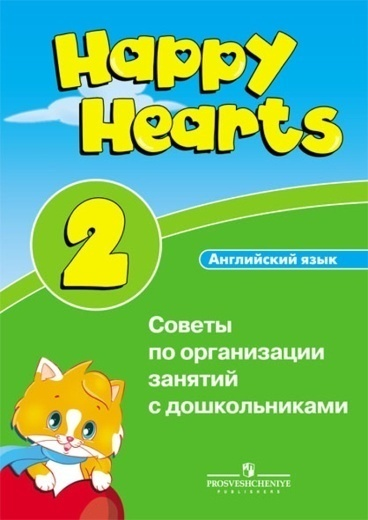 Happy
Hearts
2
Английский язык
Советы
по организации
занятий
с дошкольниками
PROSVESHCHENIYE
PUBLISHERS